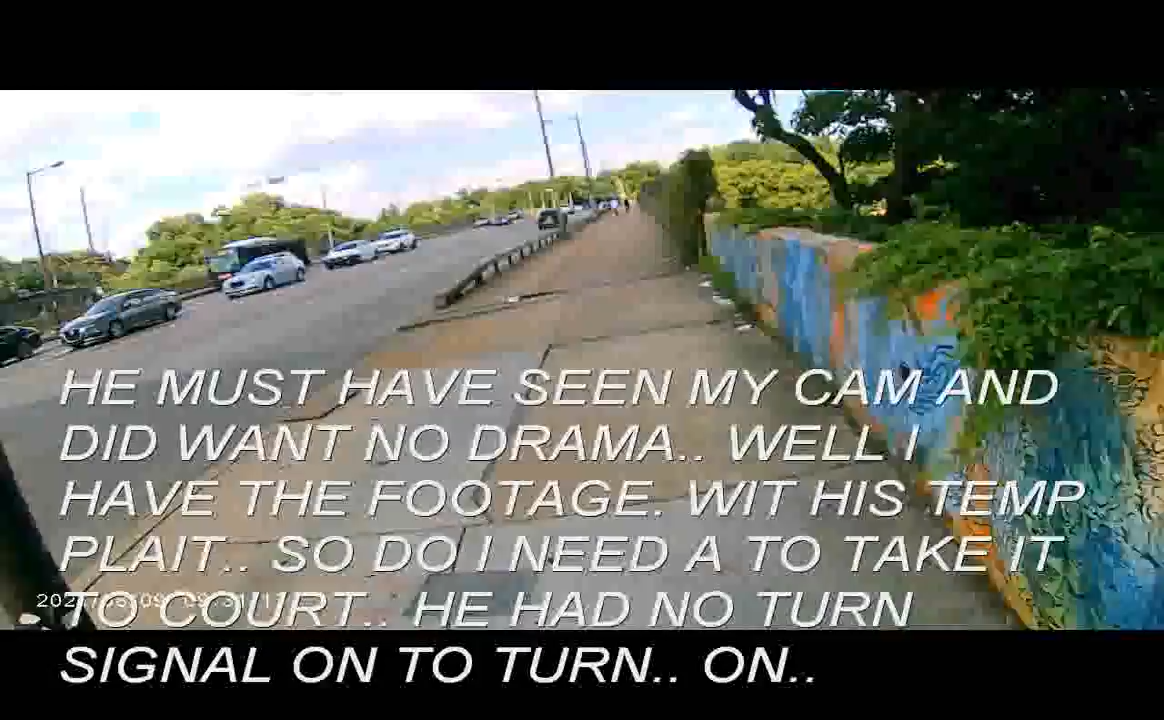 HE MUST HAVE SEEN MY CAM AND
DID WANT NO DRAMA.. WELL I
HAVE THE FOOTAGE. WIT HIS TEMP
PLAIT.. SO DO I NEED A TO TAKE IT
TO COURT.. HE HAD NO TURN
SIGNAL ON TO TURN.. ON..